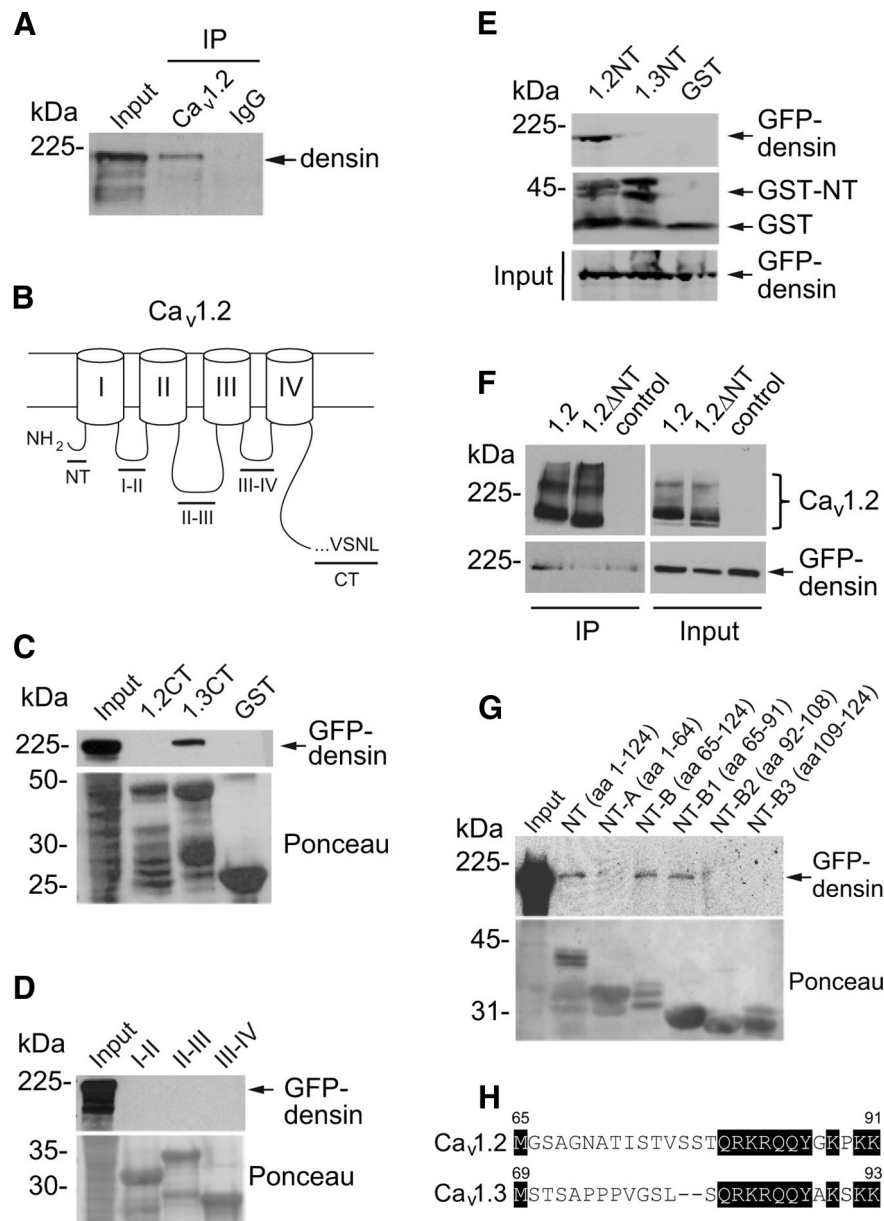 A
IP
kDa
Input
Cav1.2
IgG
225-
densin
B
Cav1.2
I
II
III
IV
NH2
NT
I-II
II-III
III-IV
...VSNL
CT
C
kDa
Input
1.2CT
1.3CT
GST
225-
GFP-
densin
50-
30-
25-
Ponceau
D
kDa
Input
I-II
II-III
III-IV
225-
GFP-
densin
35-
30-
Ponceau
E
kDa
1.2NT
1.3NT
GST
225-
GFP-
densin
45-
GST-NT
GST
Input
GFP-
densin
F
kDa
1.2
1.2ΔNT
control
1.2
1.2ΔNT
control
225-
Cav1.2
225-
GFP-
densin
IP
Input
G
kDa
Input
NT (aa 1-124)
NT-A (aa 1-64)
NT-B (aa 65-124)
NT-B1 (aa 65-91)
NT-B2 (aa 92-108)
NT-B3 (aa109-124)
225-
GFP-
densin
45-
31-
Ponceau
H
65 91
Cav1.2 MGSAGNATISTVSSTQRKRQQYGKPKK
69 93
Cav1.3 MSTSAPPPVGSL--SQRKRQQYAKSKK